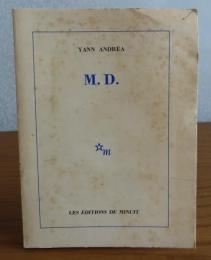 YANN ANDRÉA
M. D.
m
LES ÉDITIONS DE MINUIT